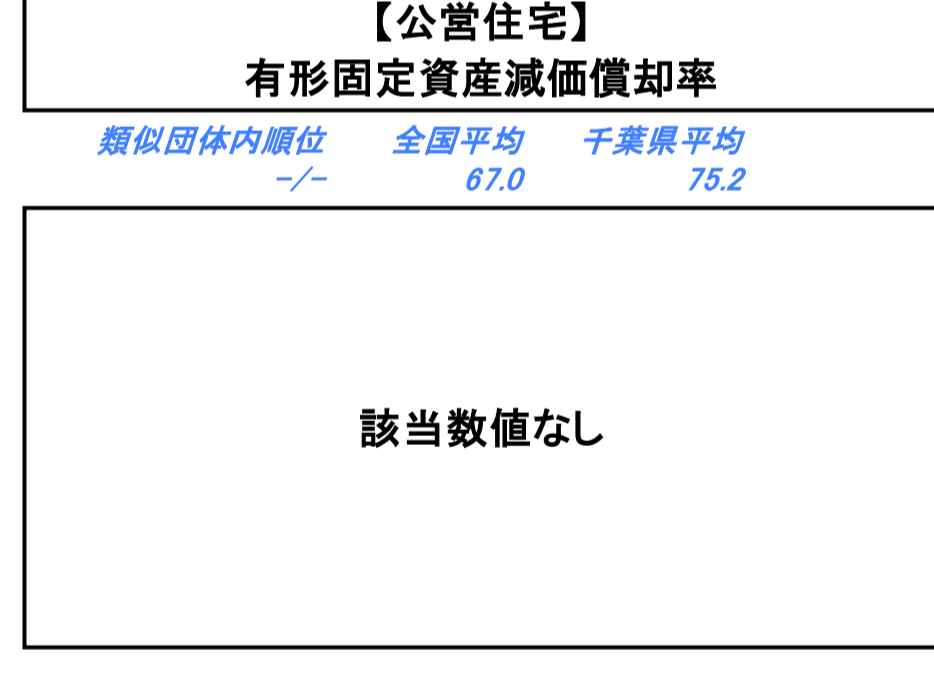 【公営住宅】
有形固定資産減価償却率
類似団体内順位 全国平均 千葉県平均
-/- 67.0 75.2
該当数値なし